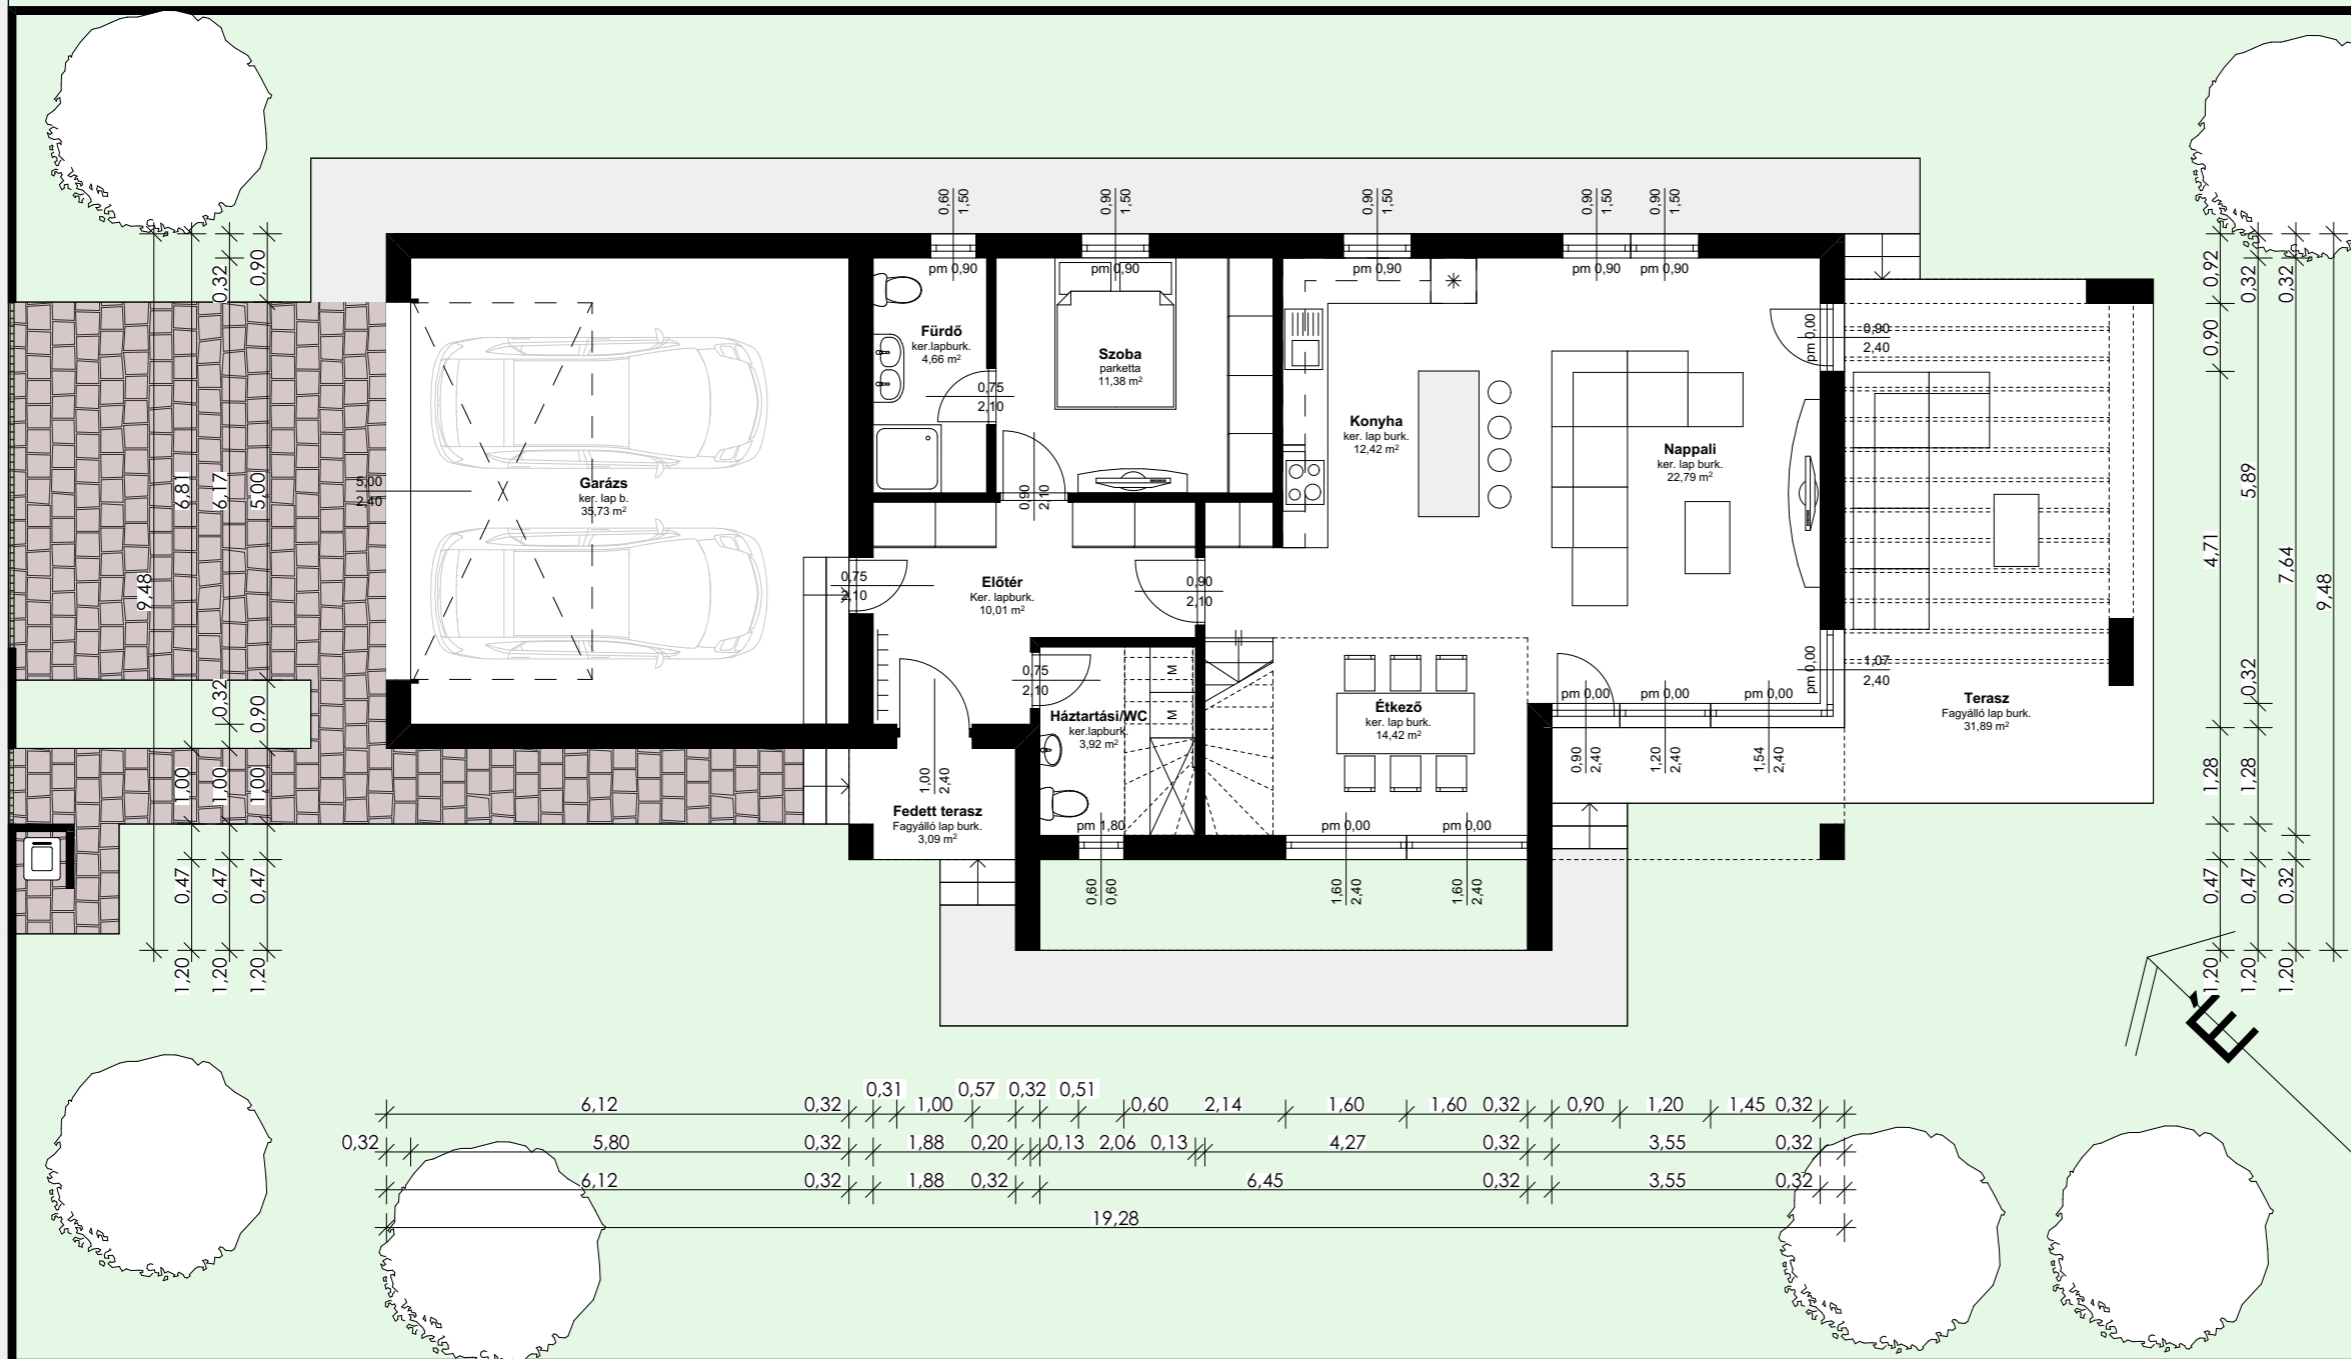 0,60
1,50
0,90
1,50
0,90
1,50
0,90
1,50
0,90
1,50
pm 0,90
pm 0,90
pm 0,90
pm 0,90
pm 0,90
0,90
0,32
6,81
6,17
5,00
9,48
0,32
0,90
1,00
1,00
1,00
0,47
0,47
0,47
1,20
1,20
1,20
5,00
2,40
Garázs
ker. lap b.
35,73 m²
Fürdő
ker.lapburk.
4,66 m²
0,75
2,10
Szoba
parketta
11,38 m²
0,90
2,10
Konyha
ker. lap burk.
12,42 m²
Nappali
ker. lap burk.
22,79 m²
pm 0,00
0,90
2,40
0,75
2,10
Előtér
Ker. lapburk.
10,01 m²
0,90
2,10
0,75
2,10
M
M
Háztartási/WC
ker.lapburk.
3,92 m²
1,00
2,40
Étkező
ker. lap burk.
14,42 m²
pm 0,00
1,07
2,40
pm 0,00
pm 0,00
pm 0,00
0,90
2,40
1,20
2,40
1,54
2,40
Terasz
Fagyálló lap burk.
31,89 m²
Fedett terasz
Fagyálló lap burk.
3,09 m²
pm 1,80
pm 0,00
pm 0,00
0,60
0,60
1,60
2,40
1,60
2,40
0,92
0,32
0,32
0,90
5,89
4,71
7,64
9,48
0,32
1,28
1,28
0,47
0,47
0,32
1,20
1,20
1,20
É
0,31
0,57
0,32
0,51
6,12
0,32
1,00
0,60
2,14
1,60
1,60
0,32
0,90
1,20
1,45
0,32
0,32
5,80
0,32
1,88
0,20
0,13
2,06
0,13
4,27
0,32
3,55
0,32
6,12
0,32
1,88
0,32
6,45
0,32
3,55
0,32
19,28